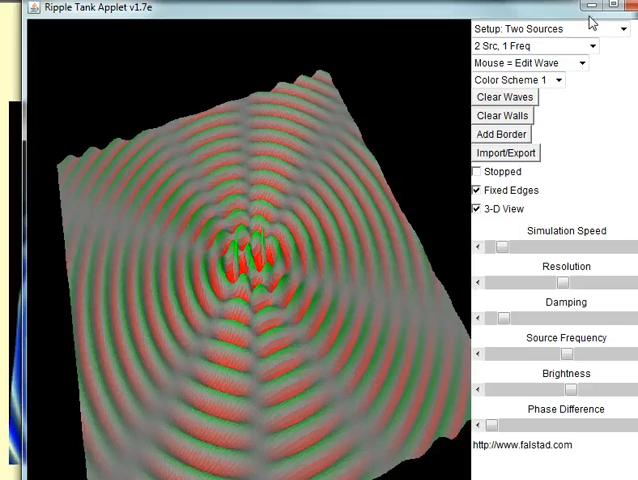 Ripple Tank Applet v1.7e
Setup: Two Sources
2 Src, 1 Freq
Mouse = Edit Wave
Color Scheme 1
Clear Waves
Clear Walls
Add Border
Import/Export
Stopped
Fixed Edges
3-D View
Simulation Speed
Resolution
Damping
Source Frequency
Brightness
Phase Difference
http://www.falstad.com